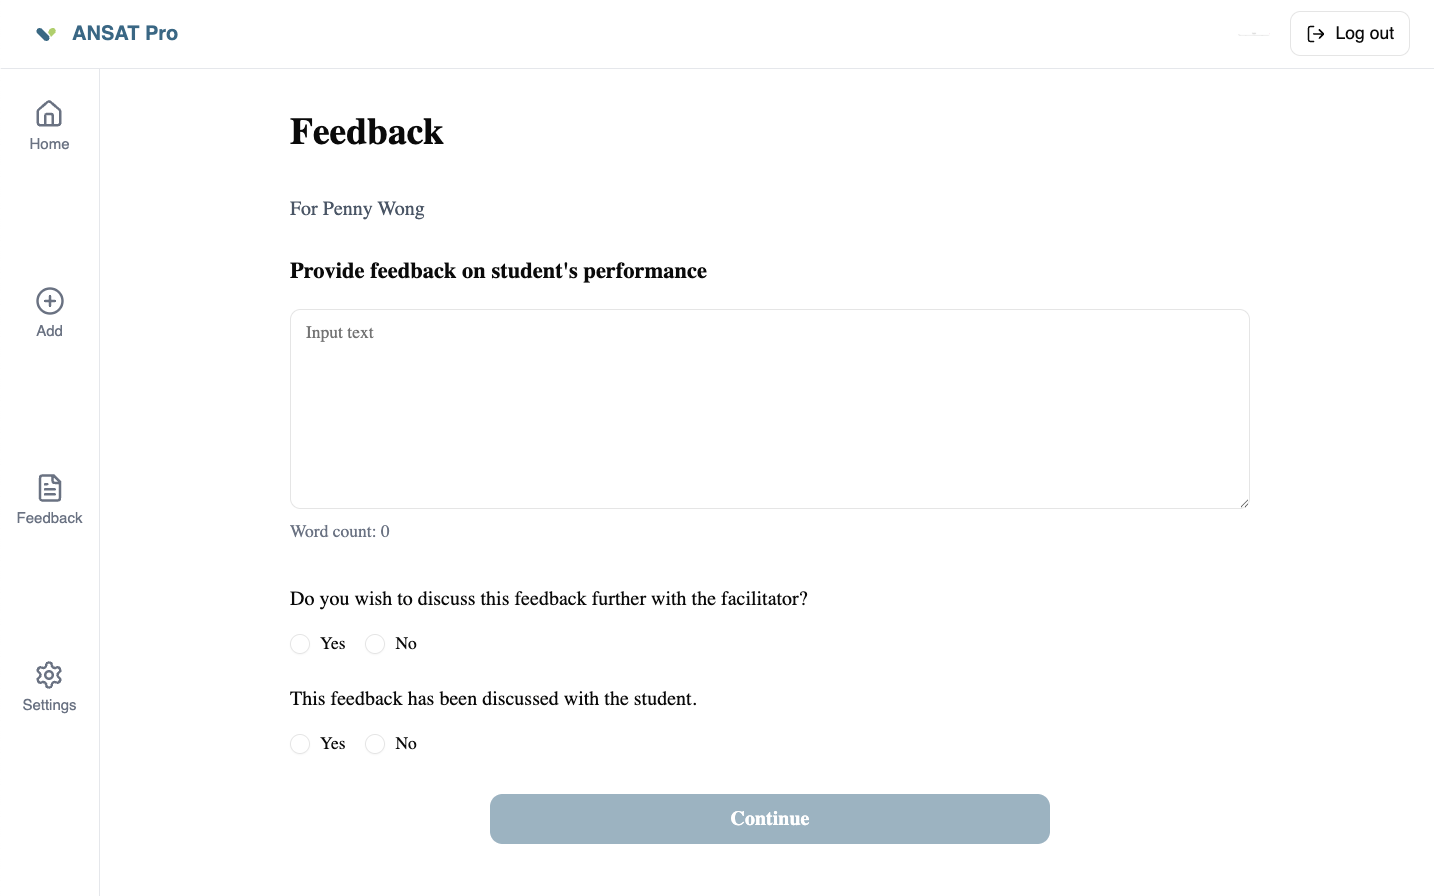 ANSAT Pro
Log out
Home
Add
Feedback
Settings
Feedback
For Penny Wong
Provide feedback on student's performance
Input text
Word count: 0
Do you wish to discuss this feedback further with the facilitator?
Yes No
This feedback has been discussed with the student.
Yes No
Continue